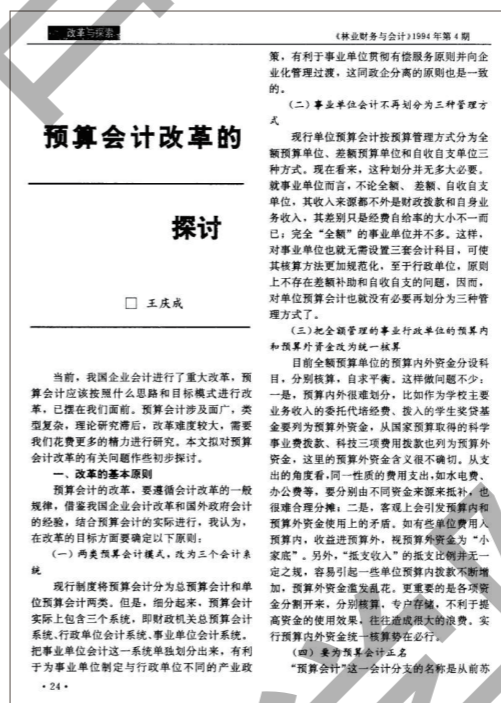 改革与探索
《林业财务与会计》1994年第4期
预算会计改革的
探讨
□ 王庆成
当前，我国企业会计进行了重大改革，预
算会计应该按照什么思路和目标模式进行改
革，已摆在我们面前。预算会计涉及面广，类
型复杂，理论研究滞后，改革难度较大，需要
我们花费更多的精力进行研究。本文拟对预算
会计改革的有关问题作些初步探讨。
一、改革的基本原则
预算会计的改革，要遵循会计改革的一般
规律，借鉴我国企业会计改革和国外政府会计
的经验，结合预算会计的实际进行，我认为，
在改革的目标方面要确定以下原则：
（一）两类预算会计模式，改为三个会计系
统
现行制度将预算会计分为总预算会计和单
位预算会计两类。但是，细分起来，预算会计
实际上包含三个系统，即财政机关总预算会计
系统、行政单位会计系统、事业单位会计系统。
把事业单位会计这一系统单独划分出来，有利
于为事业单位制定与行政单位不同的产业政
策，有利于事业单位贯彻有偿服务原则并向企
业化管理过渡，这同政企分离的原则也是一致
的。
（二）事业单位会计不再划分为三种管理方
式
现行单位预算会计按预算管理方式分为全
额预算单位、差额预算单位和自收自支单位三
种方式。现在看来，这种划分并无多大必要。
就事业单位而言，不论全额、差额、自收自支
单位，其收入来源都不外是财政拨款和自身业
务收入，其差别只是经费自给率的大小不一而
已；完全“全额”的事业单位并不多。这样，
对事业单位也就无需设置三套会计科目，可使
其核算方法更加规范化，至于行政单位，原则
上不存在差额补助和自收自支的问题，因而，
对单位预算会计也就没有必要再划分为三种管
理方式了。
（三）把全额管理的事业行政单位的预算内
和预算外资金改为统一核算
目前全额预算单位的预算内外资金分设科
目，分别核算，自求平衡。这样做问题不少：
一是，预算内外很难划分，比如作为学校主要
业务收入的委托代培经费、拨入的学生奖贷基
金要列为预算外资金，从国家预算取得的科学
事业费拨款、科技三项费用拨款也列为预算外
资金，这里的预算外资金含义很不确切。从支
出的角度看，同一性质的费用支出，如水电费、
办公费等，要分别由不同资金来源来抵补，也
很难合理分摊；二是，客观上会引发预算内和
预算外资金使用上的矛盾。如有些单位费用入
预算内，收益进预算外，视预算外资金为“小
家底”。另外，“抵支收入”的抵支比例并无一
定之规，容易引起一些单位预算内拨款不断增
加，预算外资金滥发乱花。更重要的是各项资
金分割开来，分别核算，专户存储，不利于提
高资金的使用效果，往往造成很大的浪费。实
行预算内外资金统一核算势在必行。
（四）要为预算会计正名
“预算会计”这一会计分支的名称是从前苏
·24·